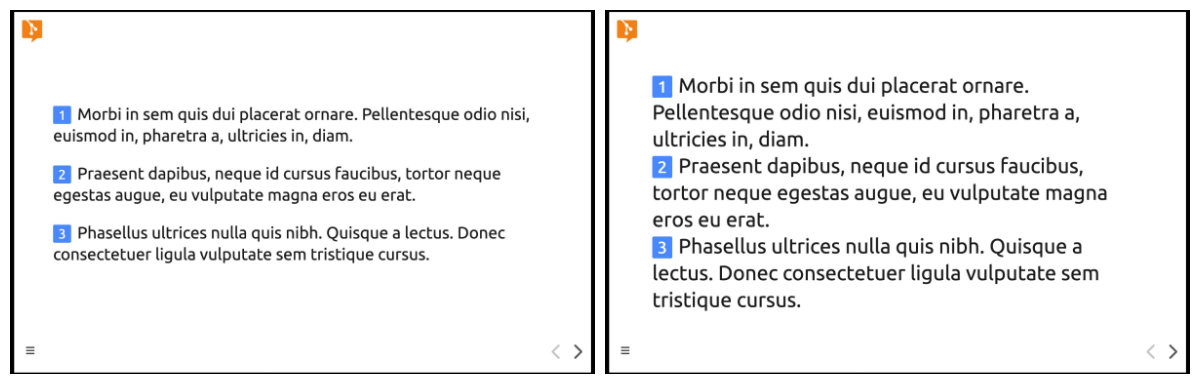 1 Morbi in sem quis dui placerat ornare. Pellentesque odio nisi,
euismod in, pharetra a, ultricies in, diam.
2 Praesent dapibus, neque id cursus faucibus, tortor neque
egestas augue, eu vulputate magna eros eu erat.
3 Phasellus ultrices nulla quis nibh. Quisque a lectus. Donec
consectetuer ligula vulputate sem tristique cursus.
1 Morbi in sem quis dui placerat ornare.
Pellentesque odio nisi, euismod in, pharetra a,
ultricies in, diam.
2 Praesent dapibus, neque id cursus faucibus,
tortor neque egestas augue, eu vulputate magna
eros eu erat.
3 Phasellus ultrices nulla quis nibh. Quisque a
lectus. Donec consectetuer ligula vulputate sem
tristique cursus.